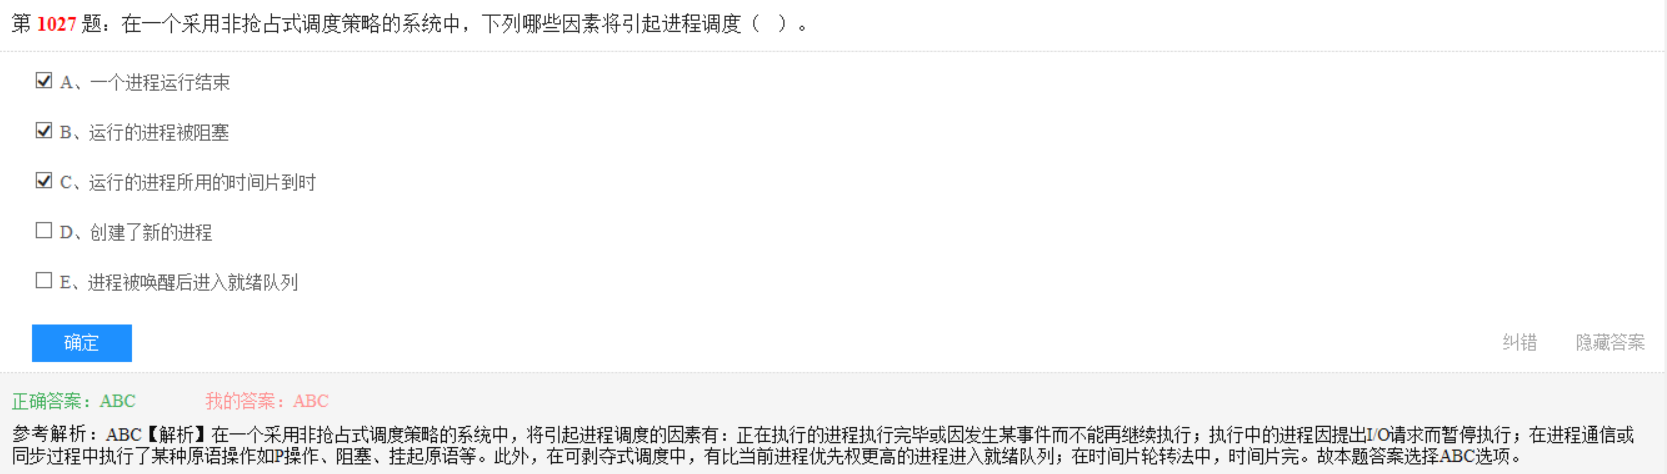 第 1027 题：在一个采用非抢占式调度策略的系统中，下列哪些因素将引起进程调度（ ）。
A、一个进程运行结束
B、运行的进程被阻塞
C、运行的进程所用的时间片到时
D、创建了新的进程
E、进程被唤醒后进入就绪队列
确定 纠错 隐藏答案
正确答案：ABC 我的答案：ABC
参考解析：ABC【解析】在一个采用非抢占式调度策略的系统中，将引起进程调度的因素有：正在执行的进程执行完毕或因发生某事件而不能再继续执行；执行中的进程因提出I/O请求而暂停执行；在进程通信或
同步过程中执行了某种原语操作如P操作、阻塞、挂起原语等。此外，在可剥夺式调度中，有比当前进程优先权更高的进程进入就绪队列；在时间片轮转法中，时间片完。故本题答案选择ABC选项。